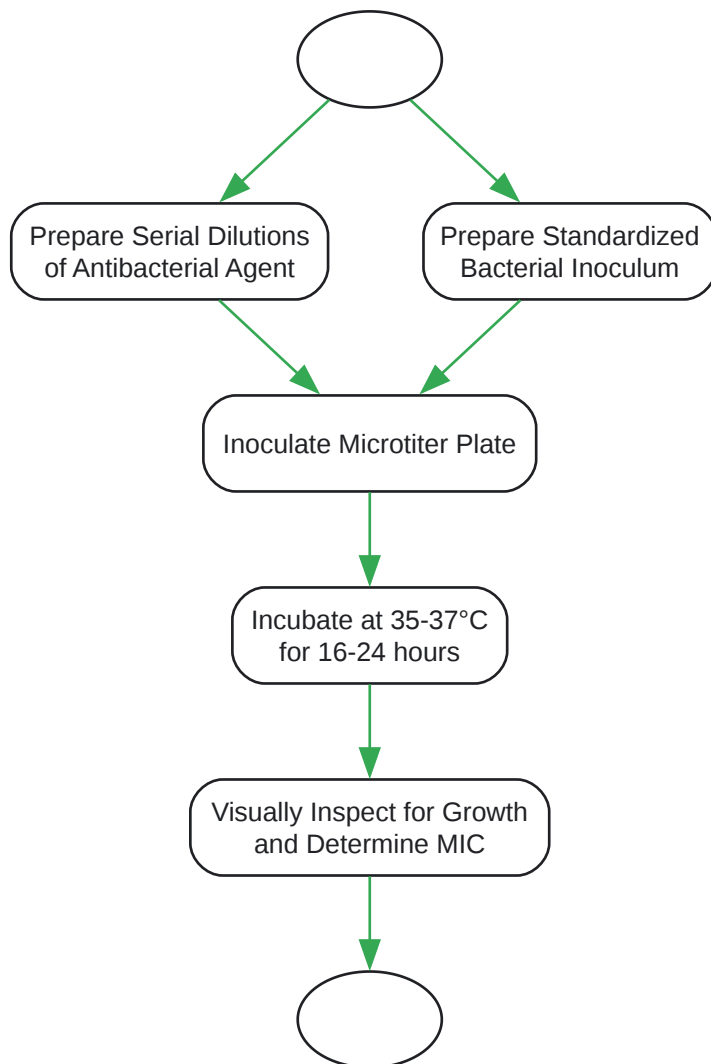 Prepare Serial Dilutions
of Antibacterial Agent
Prepare Standardized
Bacterial Inoculum
Inoculate Microtiter Plate
Incubate at 35-37°C
for 16-24 hours
Visually Inspect for Growth
and Determine MIC